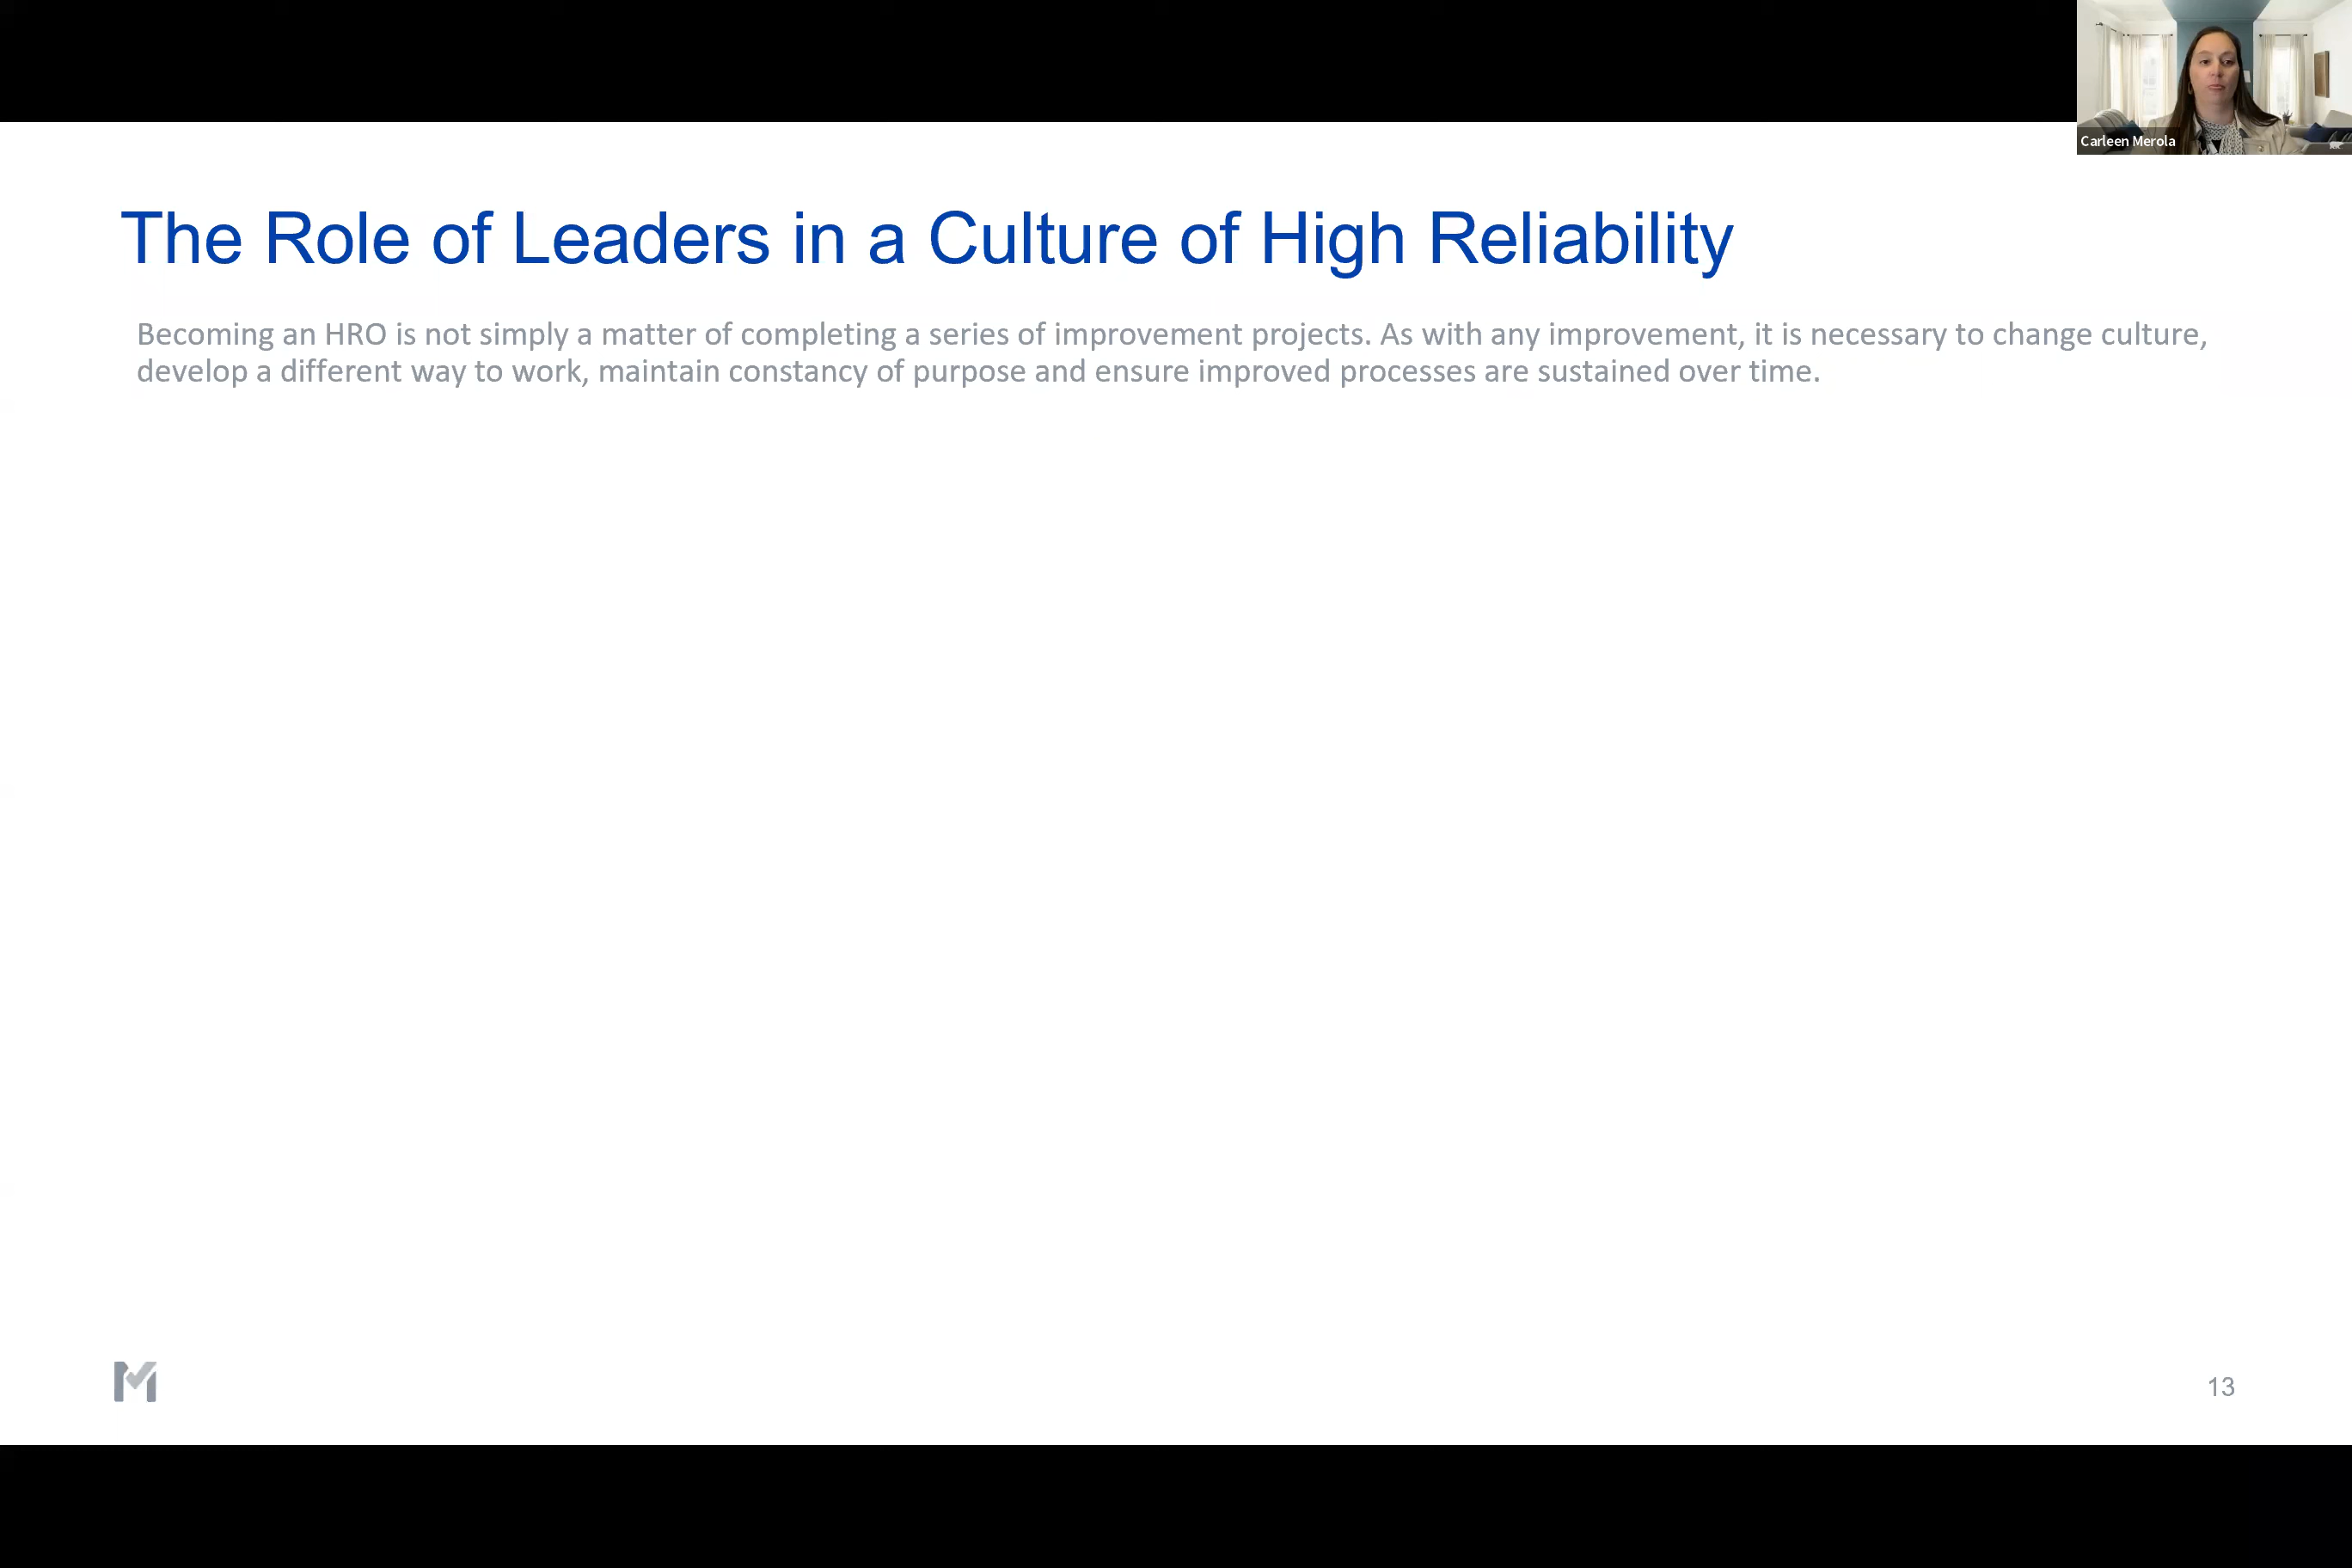 Carleen Merola
The Role of Leaders in a Culture of High Reliability
Becoming an HRO is not simply a matter of completing a series of improvement projects. As with any improvement, it is necessary to change culture,
develop a different way to work, maintain constancy of purpose and ensure improved processes are sustained over time.
13